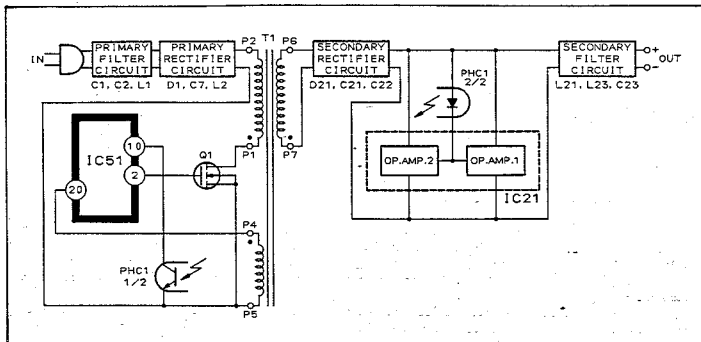 IN
PRIMARY
FILTER
CIRCUIT
C1, C2, L1
PRIMARY
RECTIFIER
CIRCUIT
D1, C7, L2
P2
T1
P6
SECONDARY
RECTIFIER
CIRCUIT
D21, C21, C22
PHC1
2/2
SECONDARY
FILTER
CIRCUIT
L21, L23, C23
+
OUT
−
IC51
10
2
20
Q1
P1
P7
OP.AMP.2
OP.AMP.1
IC21
P4
PHC1
1/2
P5